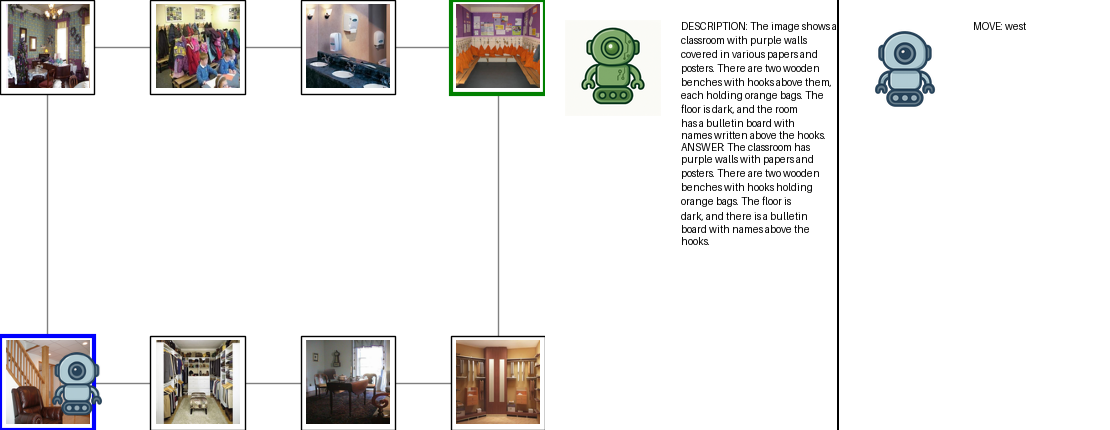 DESCRIPTION: The image shows a
classroom with purple walls
covered in various papers and
posters. There are two wooden
benches with hooks above them,
each holding orange bags. The
floor is dark, and the room
has a bulletin board with
names written above the hooks.
ANSWER: The classroom has
purple walls with papers and
posters. There are two wooden
benches with hooks holding
orange bags. The floor is
dark, and there is a bulletin
board with names above the
hooks.
MOVE: west